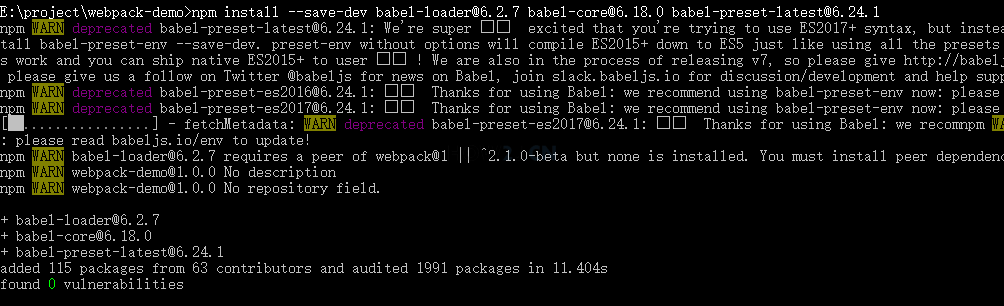 E:\project\webpack-demo>npm install --save-dev babel-loader@6.2.7 babel-core@6.18.0 babel-preset-latest@6.24.1
npm WARN deprecated babel-preset-latest@6.24.1: We're super □□  excited that you're trying to use ES2017+ syntax, but instea
tall babel-preset-env --save-dev. preset-env without options will compile ES2015+ down to ES5 just like using all the presets
s work and you can ship native ES2015+ to user □□ ! We are also in the process of releasing v7, so please give http://babelj
 please give us a follow on Twitter @babeljs for news on Babel, join slack.babeljs.io for discussion/development and help supp
npm WARN deprecated babel-preset-es2016@6.24.1: □□  Thanks for using Babel: we recommend using babel-preset-env now: please
npm WARN deprecated babel-preset-es2017@6.24.1: □□  Thanks for using Babel: we recommend using babel-preset-env now: please
[ ................] - fetchMetadata: WARN deprecated babel-preset-es2017@6.24.1: □□  Thanks for using Babel: we recomnpm WA
: please read babeljs.io/env to update!
npm WARN babel-loader@6.2.7 requires a peer of webpack@1 || ^2.1.0-beta but none is installed. You must install peer dependenc
npm WARN webpack-demo@1.0.0 No description
npm WARN webpack-demo@1.0.0 No repository field.
+ babel-loader@6.2.7
+ babel-core@6.18.0
+ babel-preset-latest@6.24.1
added 115 packages from 63 contributors and audited 1991 packages in 11.404s
found 0 vulnerabilities